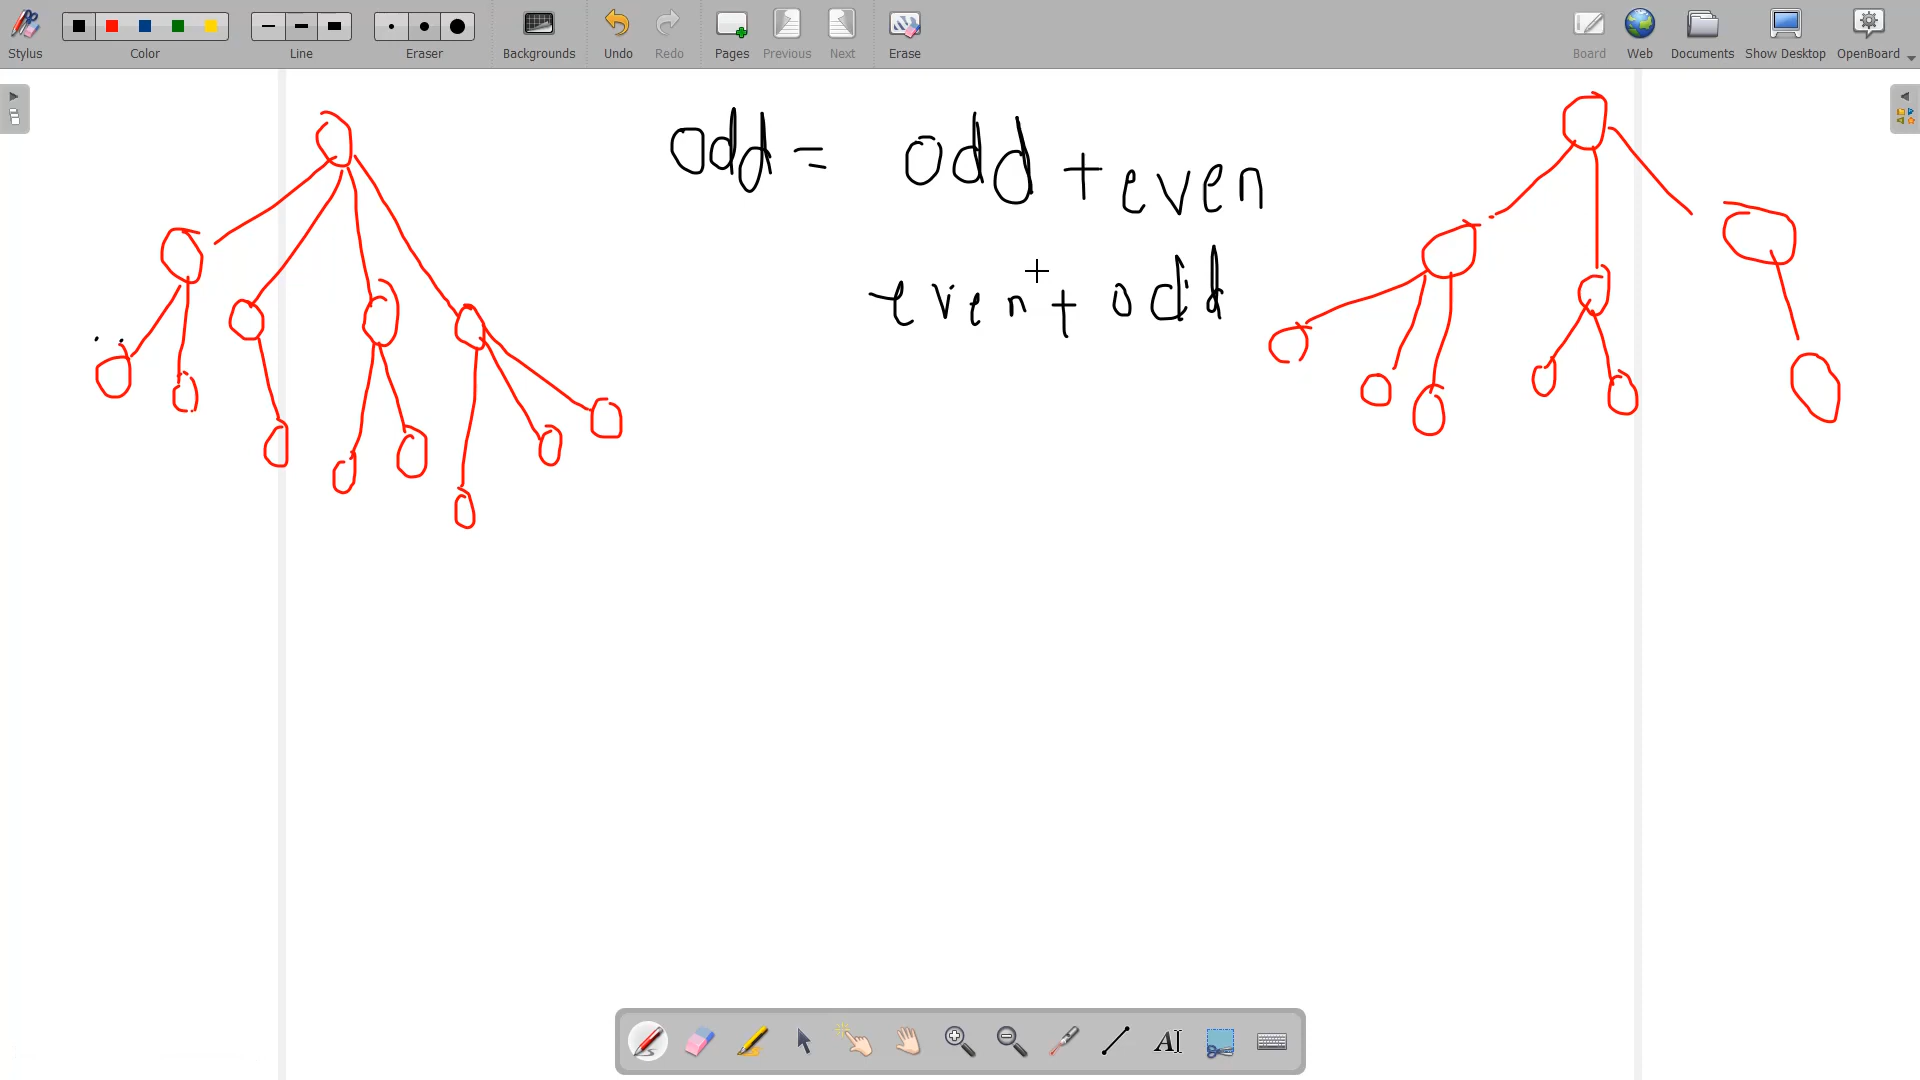 Stylus Color Line Eraser Backgrounds Undo Redo Pages Previous Next Erase Board Web Documents Show Desktop OpenBoard
odd = odd + even
even + odd